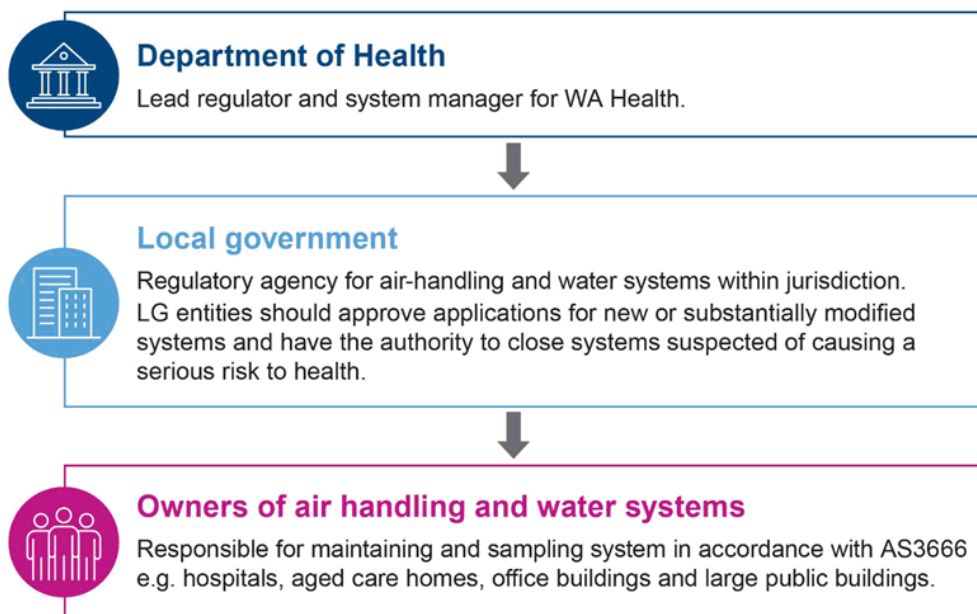 Department of Health
Lead regulator and system manager for WA Health.
Local government
Regulatory agency for air-handling and water systems within jurisdiction.
LG entities should approve applications for new or substantially modified
systems and have the authority to close systems suspected of causing a
serious risk to health.
Owners of air handling and water systems
Responsible for maintaining and sampling system in accordance with AS3666
e.g. hospitals, aged care homes, office buildings and large public buildings.